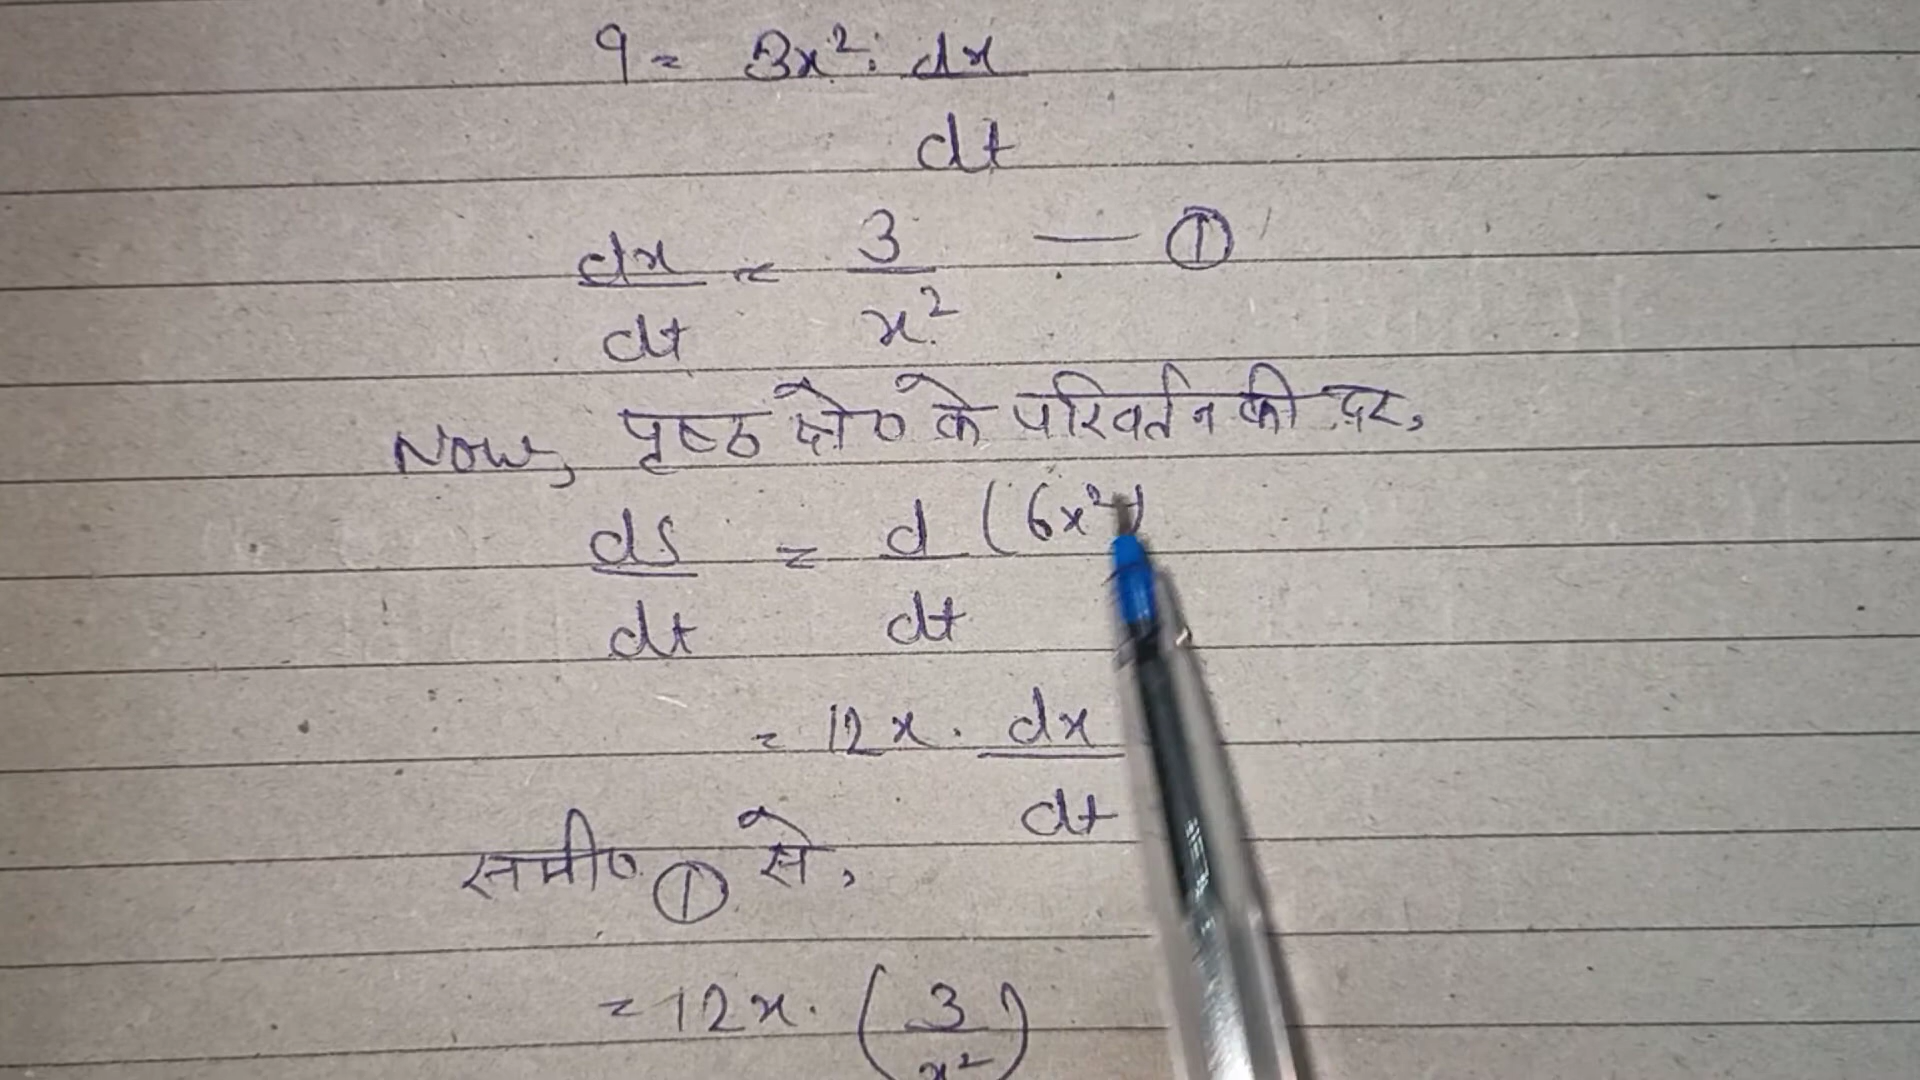 9 = 3x². dx
dt
dx = 3 — ①
dt x²
Now, पृष्ठ क्षे० के परिवर्तन की दर,
ds = d (6x²)
dt dt
= 12x . dx
dt
समी० ① से,
= 12x . (3
x²)